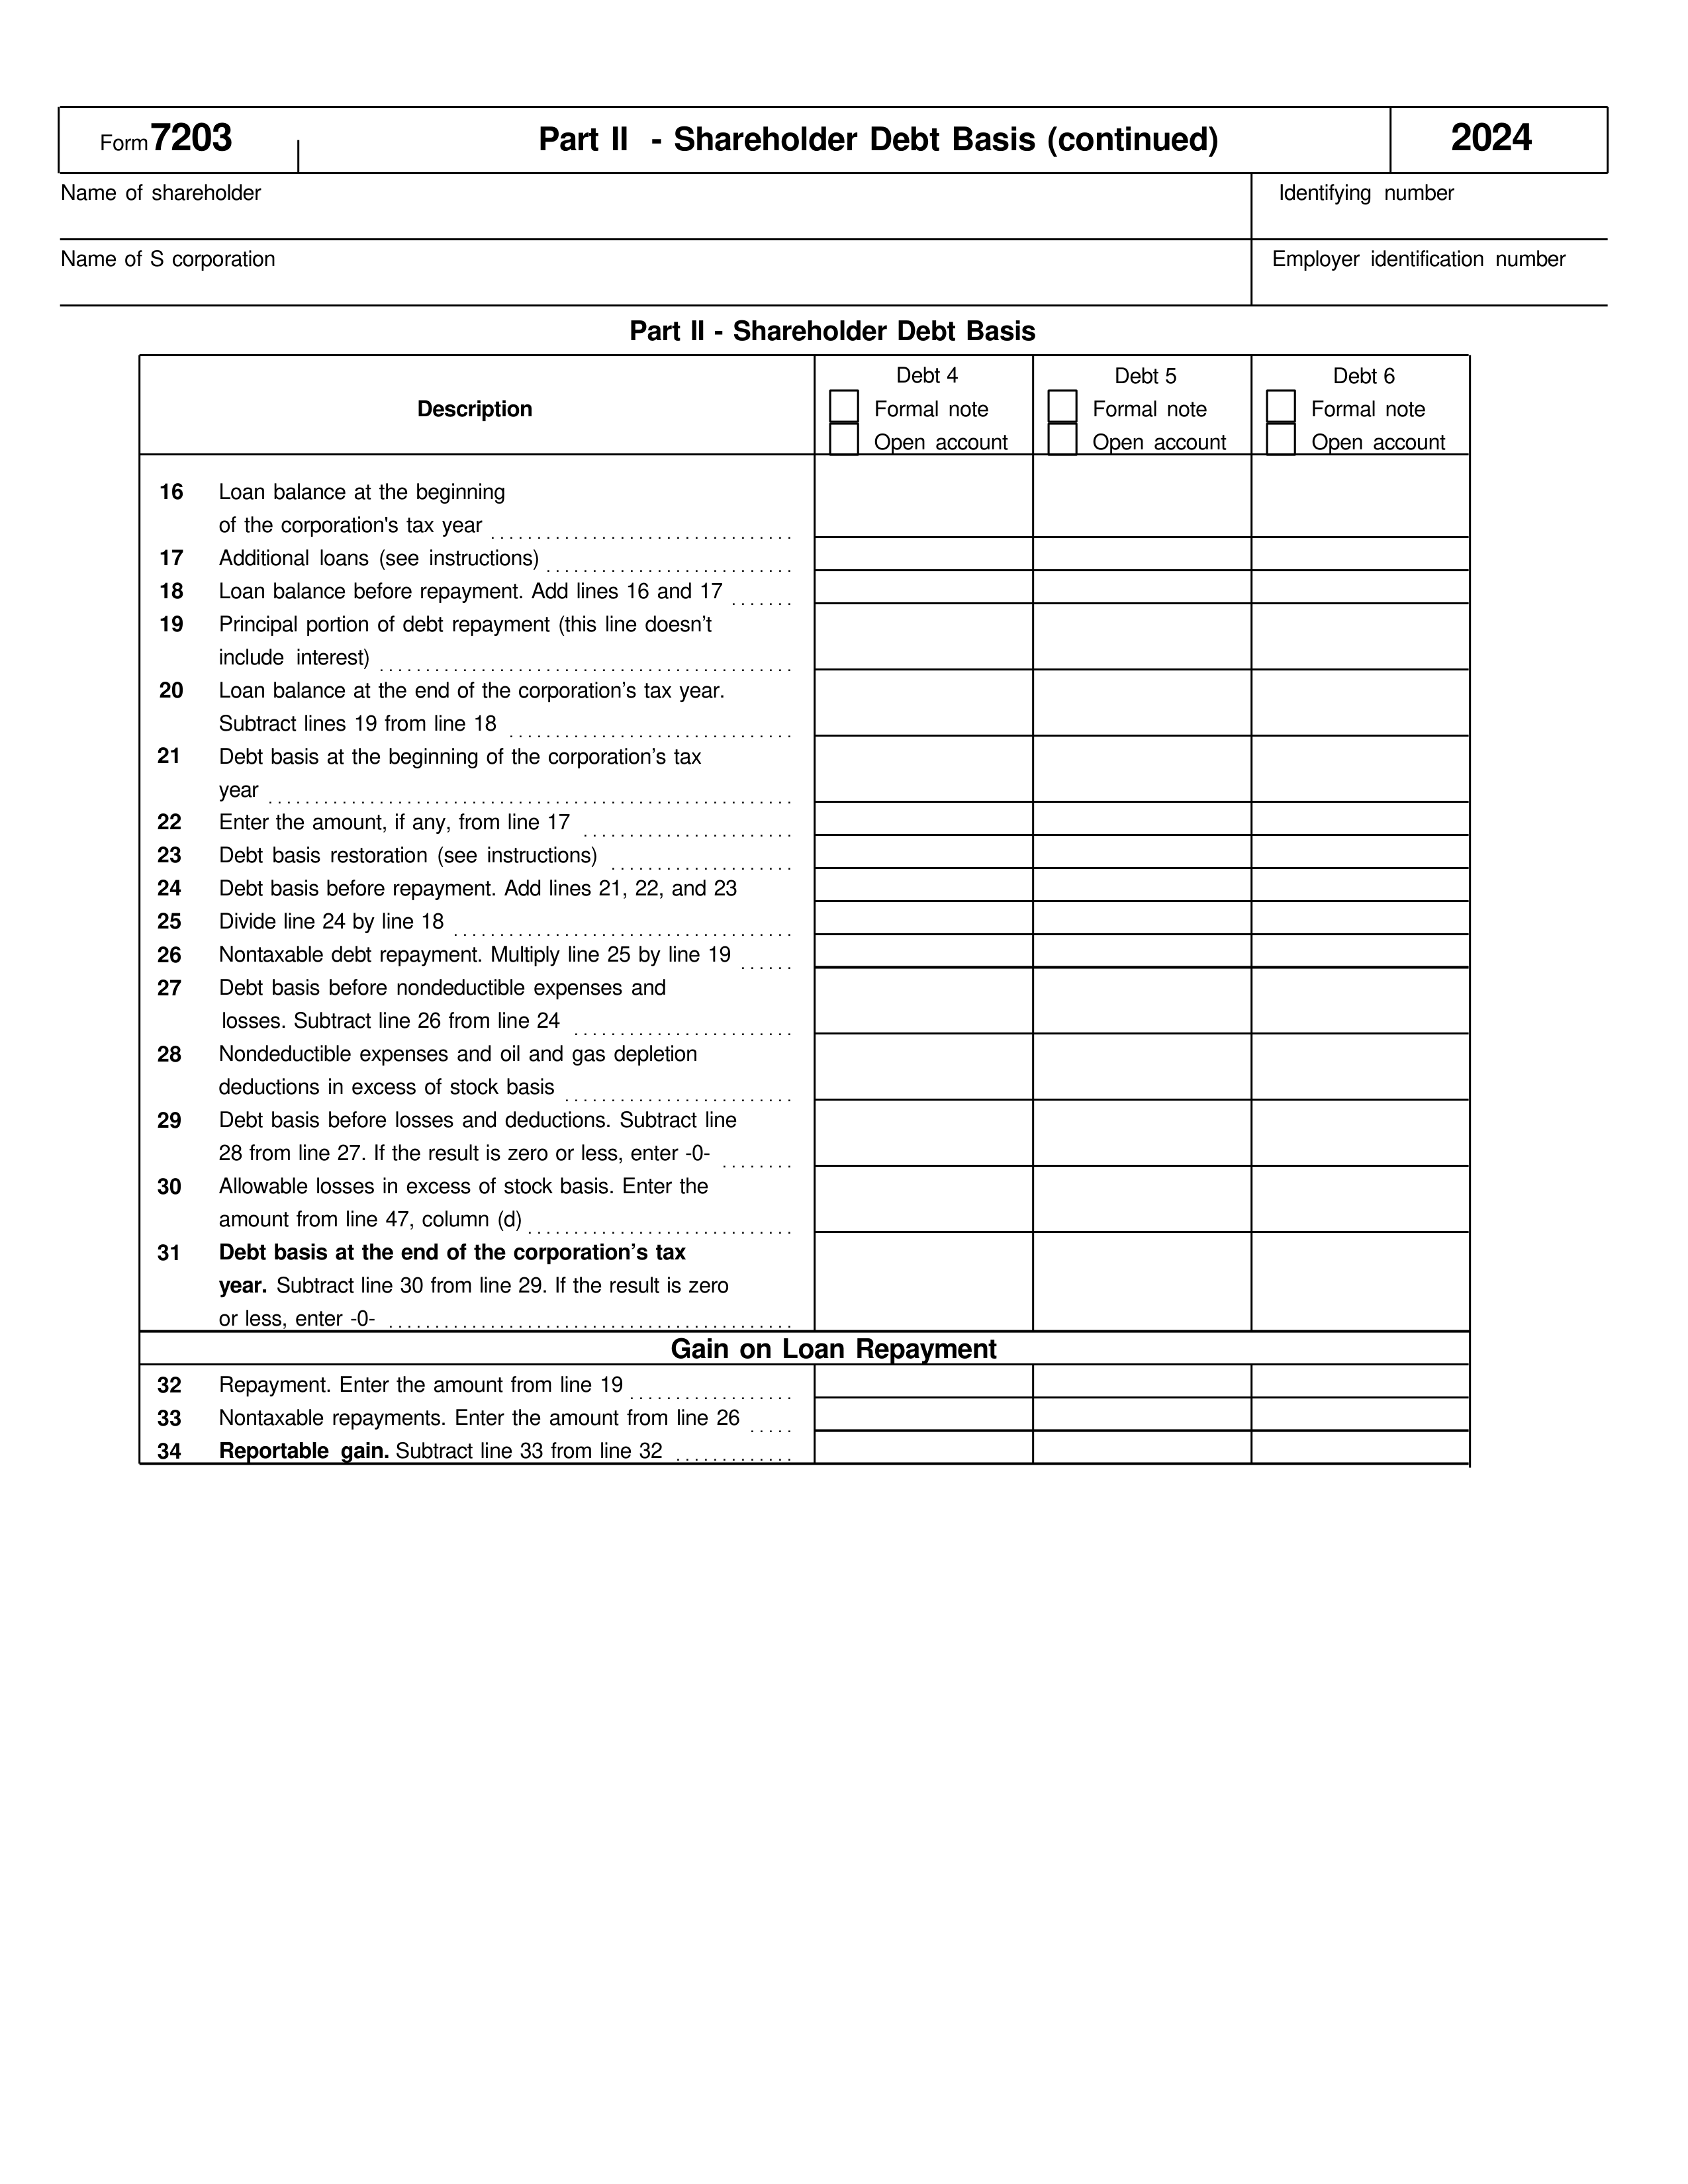 Form 7203
Part II - Shareholder Debt Basis (continued)
2024
Name of shareholder
Identifying number
Name of S corporation
Employer identification number
Part II - Shareholder Debt Basis
Description
Debt 4
Formal note
Open account
Debt 5
Formal note
Open account
Debt 6
Formal note
Open account
16 Loan balance at the beginning
of the corporation's tax year
17 Additional loans (see instructions)
18 Loan balance before repayment. Add lines 16 and 17
19 Principal portion of debt repayment (this line doesn’t
include interest)
20 Loan balance at the end of the corporation’s tax year.
Subtract lines 19 from line 18
21 Debt basis at the beginning of the corporation’s tax
year
22 Enter the amount, if any, from line 17
23 Debt basis restoration (see instructions)
24 Debt basis before repayment. Add lines 21, 22, and 23
25 Divide line 24 by line 18
26 Nontaxable debt repayment. Multiply line 25 by line 19
27 Debt basis before nondeductible expenses and
losses. Subtract line 26 from line 24
28 Nondeductible expenses and oil and gas depletion
deductions in excess of stock basis
29 Debt basis before losses and deductions. Subtract line
28 from line 27. If the result is zero or less, enter -0-
30 Allowable losses in excess of stock basis. Enter the
amount from line 47, column (d)
31 Debt basis at the end of the corporation’s tax
year. Subtract line 30 from line 29. If the result is zero
or less, enter -0-
Gain on Loan Repayment
32 Repayment. Enter the amount from line 19
33 Nontaxable repayments. Enter the amount from line 26
34 Reportable gain. Subtract line 33 from line 32